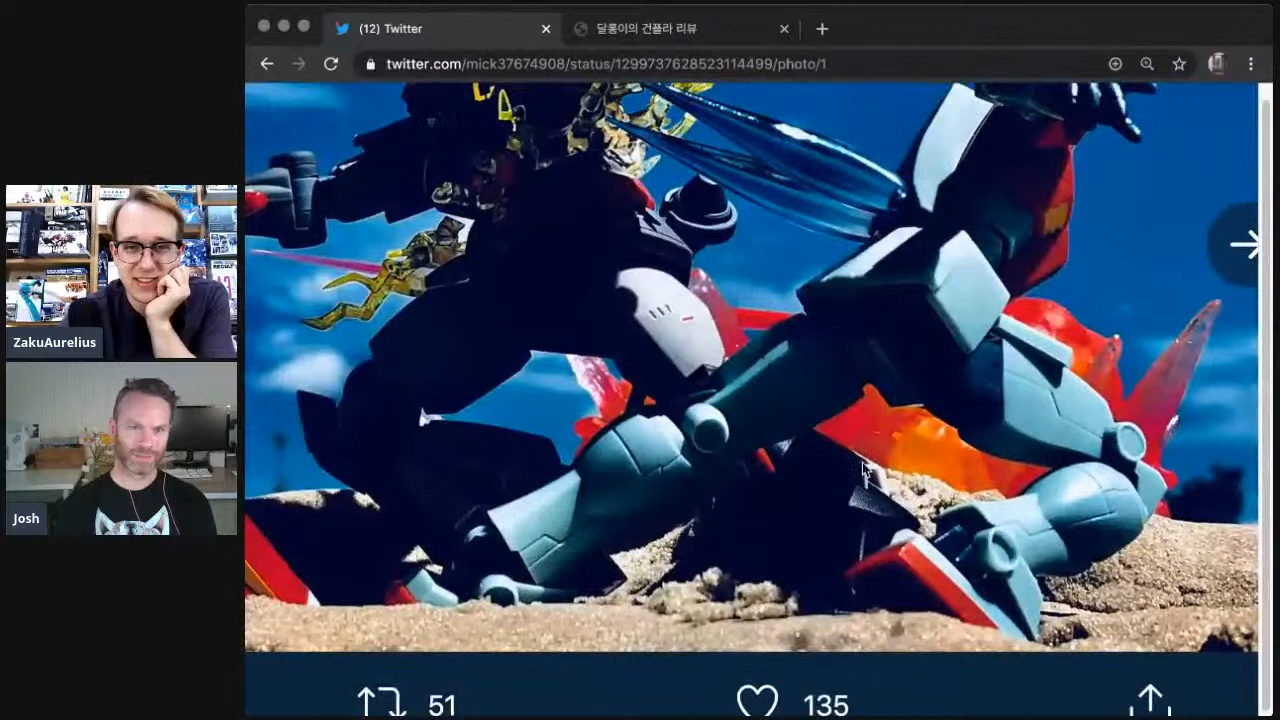 (12) Twitter
달롱이의 건플라 리뷰
twitter.com/mick37674908/status/1299737628523114499/photo/1
ZakuAurelius
Josh
51
135